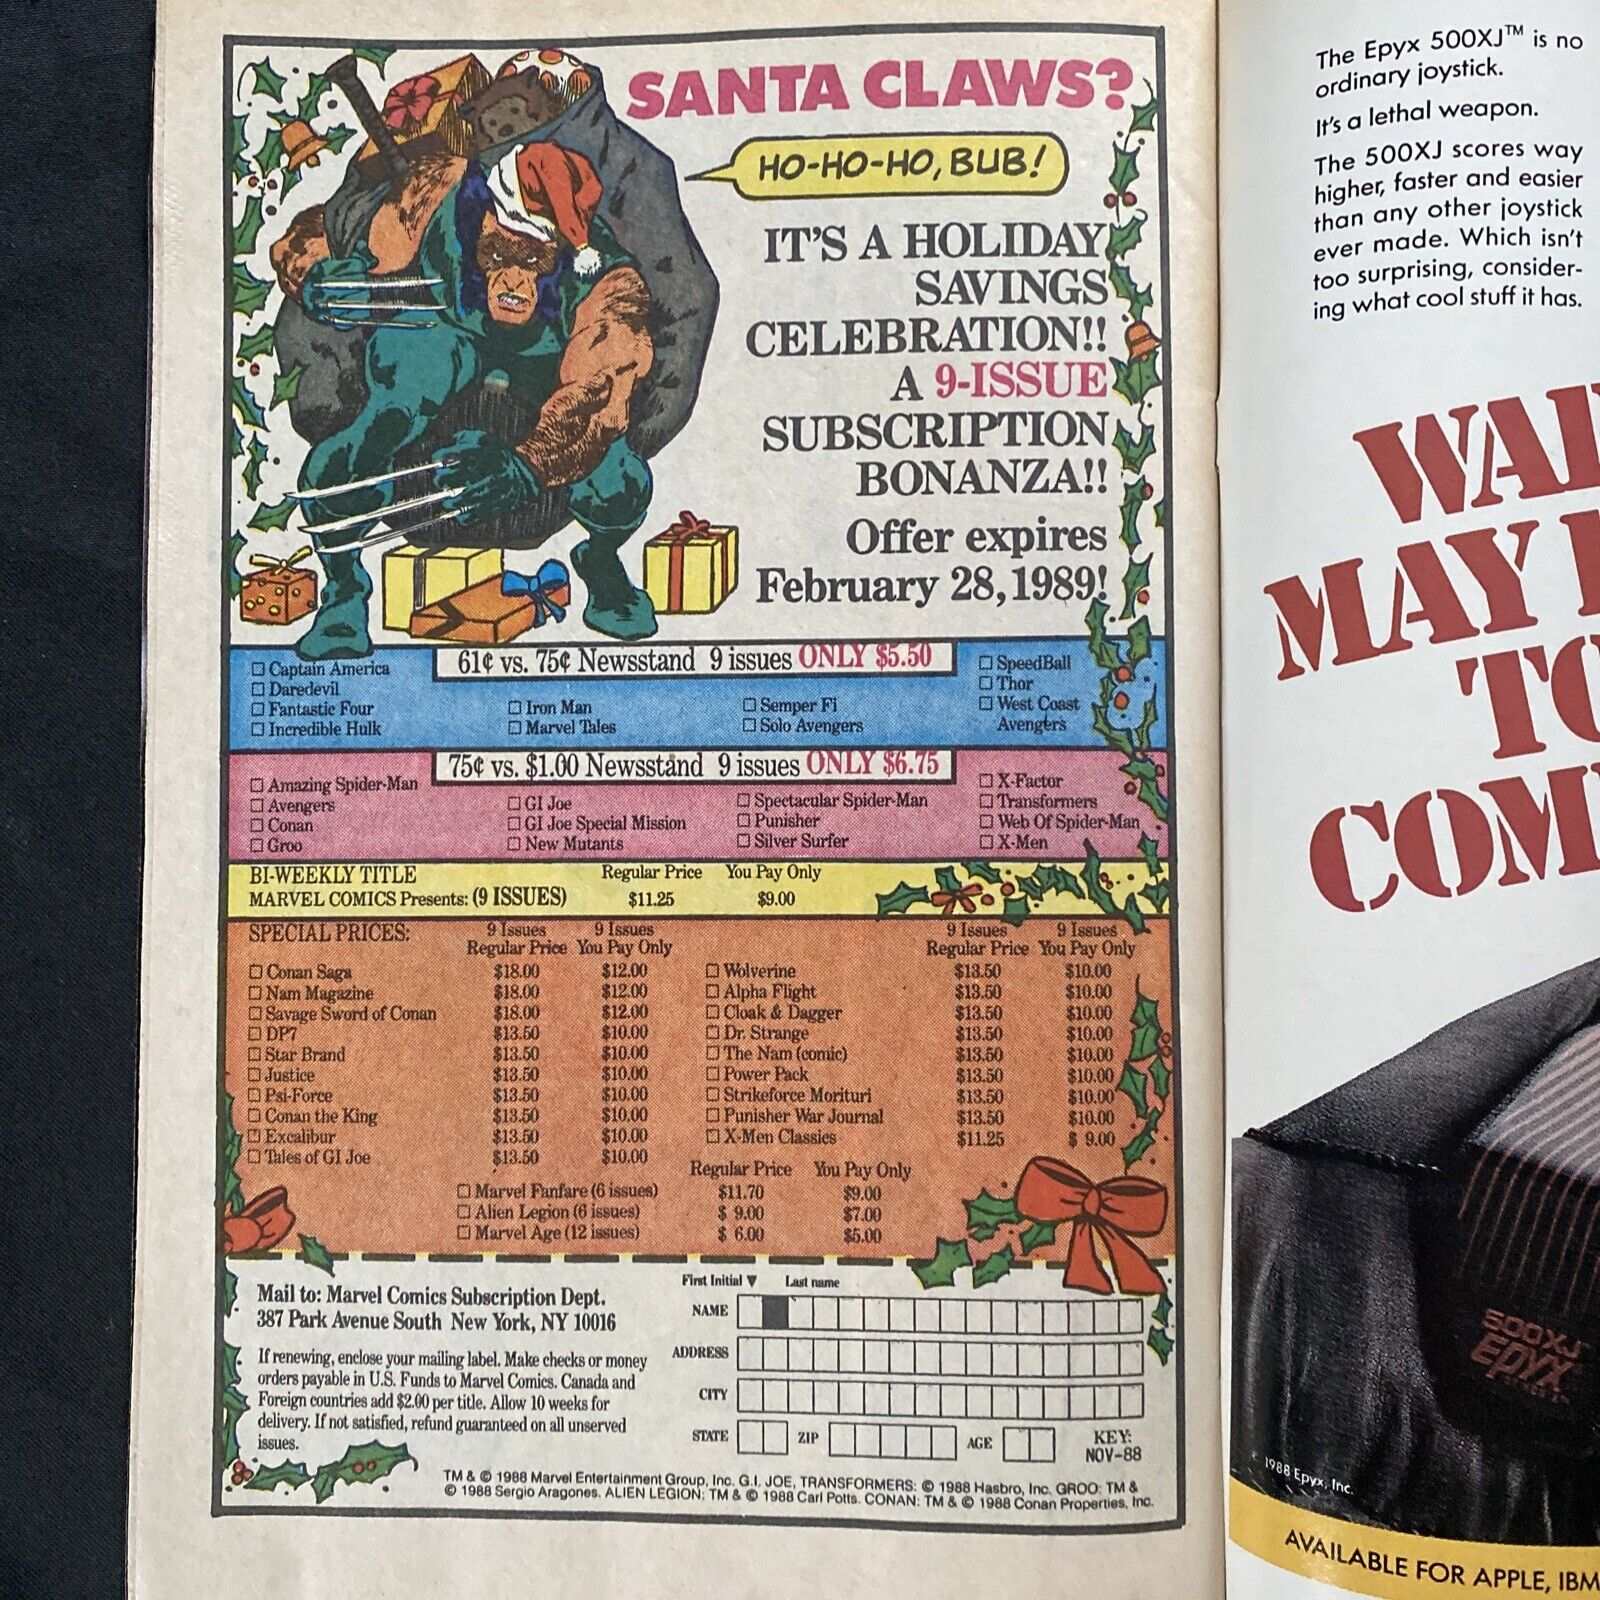 SANTA CLAWS?
HO-HO-HO, BUB!
IT'S A HOLIDAY
SAVINGS
CELEBRATION!!
A 9-ISSUE
SUBSCRIPTION
BONANZA!!
Offer expires
February 28, 1989!
61¢ vs. 75¢ Newsstand 9 issues ONLY $5.50
Captain America
Daredevil
Fantastic Four
Incredible Hulk
Iron Man
Marvel Tales
Semper Fi
Solo Avengers
SpeedBall
Thor
West Coast
Avengers
75¢ vs. $1.00 Newsstand 9 issues ONLY $6.75
Amazing Spider-Man
Avengers
Conan
Groo
GI Joe
GI Joe Special Mission
New Mutants
Spectacular Spider-Man
Punisher
Silver Surfer
X-Factor
Transformers
Web Of Spider-Man
X-Men
BI-WEEKLY TITLE Regular Price You Pay Only
MARVEL COMICS Presents: (9 ISSUES) $11.25 $9.00
SPECIAL PRICES: 9 Issues 9 Issues
Regular Price You Pay Only
Conan Saga $18.00 $12.00
Nam Magazine $18.00 $12.00
Savage Sword of Conan $18.00 $12.00
DP7 $13.50 $10.00
Star Brand $13.50 $10.00
Justice $13.50 $10.00
Psi-Force $13.50 $10.00
Conan the King $13.50 $10.00
Excalibur $13.50 $10.00
Tales of GI Joe $13.50 $10.00
9 Issues 9 Issues
Regular Price You Pay Only
Wolverine $13.50 $10.00
Alpha Flight $13.50 $10.00
Cloak & Dagger $13.50 $10.00
Dr. Strange $13.50 $10.00
The Nam (comic) $13.50 $10.00
Power Pack $13.50 $10.00
Strikeforce Morituri $13.50 $10.00
Punisher War Journal $13.50 $10.00
X-Men Classics $11.25 $ 9.00
Regular Price You Pay Only
Marvel Fanfare (6 issues) $11.70 $9.00
Alien Legion (6 issues) $ 9.00 $7.00
Marvel Age (12 issues) $ 6.00 $5.00
Mail to: Marvel Comics Subscription Dept.
387 Park Avenue South New York, NY 10016
If renewing, enclose your mailing label. Make checks or money
orders payable in U.S. Funds to Marvel Comics. Canada and
Foreign countries add $2.00 per title. Allow 10 weeks for
delivery. If not satisfied, refund guaranteed on all unserved
issues.
First Initial ▼ Last name
NAME
ADDRESS
CITY
STATE ZIP AGE
KEY:
NOV-88
TM & © 1988 Marvel Entertainment Group, Inc. G.I. JOE, TRANSFORMERS: © 1988 Hasbro, Inc. GROO: TM &
© 1988 Sergio Aragones. ALIEN LEGION: TM & © 1988 Carl Potts. CONAN: TM & © 1988 Conan Properties, Inc.
The Epyx 500XJ™ is no
ordinary joystick.
It's a lethal weapon.
The 500XJ scores way
higher, faster and easier
than any other joystick
ever made. Which isn't
too surprising, consider-
ing what cool stuff it has.
MAY
500XJ
EPYX
1988 Epyx, Inc.
AVAILABLE FOR APPLE, IBM